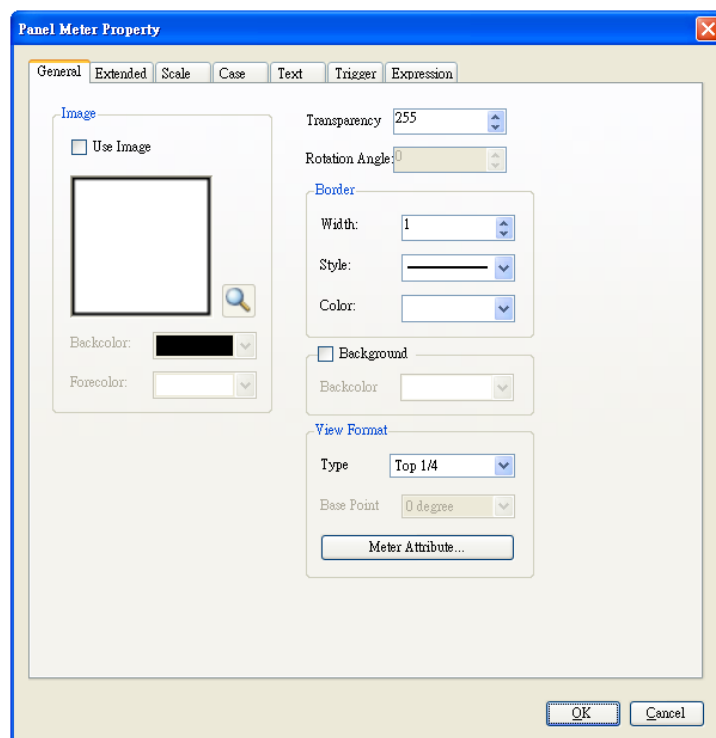 Panel Meter Property
General Extended Scale Case Text Trigger Expression
Image
Use Image
Backcolor:
Forecolor:
Transparency 255
Rotation Angle: 0
Border
Width: 1
Style:
Color:
Background
Backcolor
View Format
Type Top 1/4
Base Point 0 degree
Meter Attribute...
OK Cancel